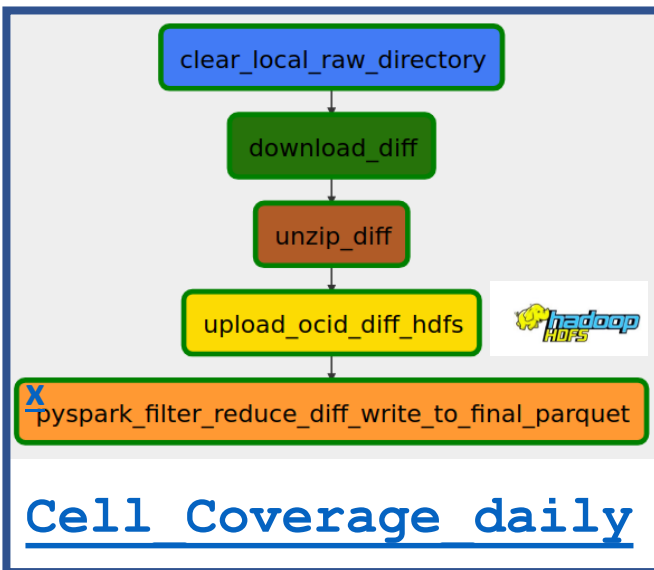 clear_local_raw_directory
download_diff
unzip_diff
upload_ocid_diff_hdfs
hadoop
HDFS
X
pyspark_filter_reduce_diff_write_to_final_parquet
Cell_Coverage_daily